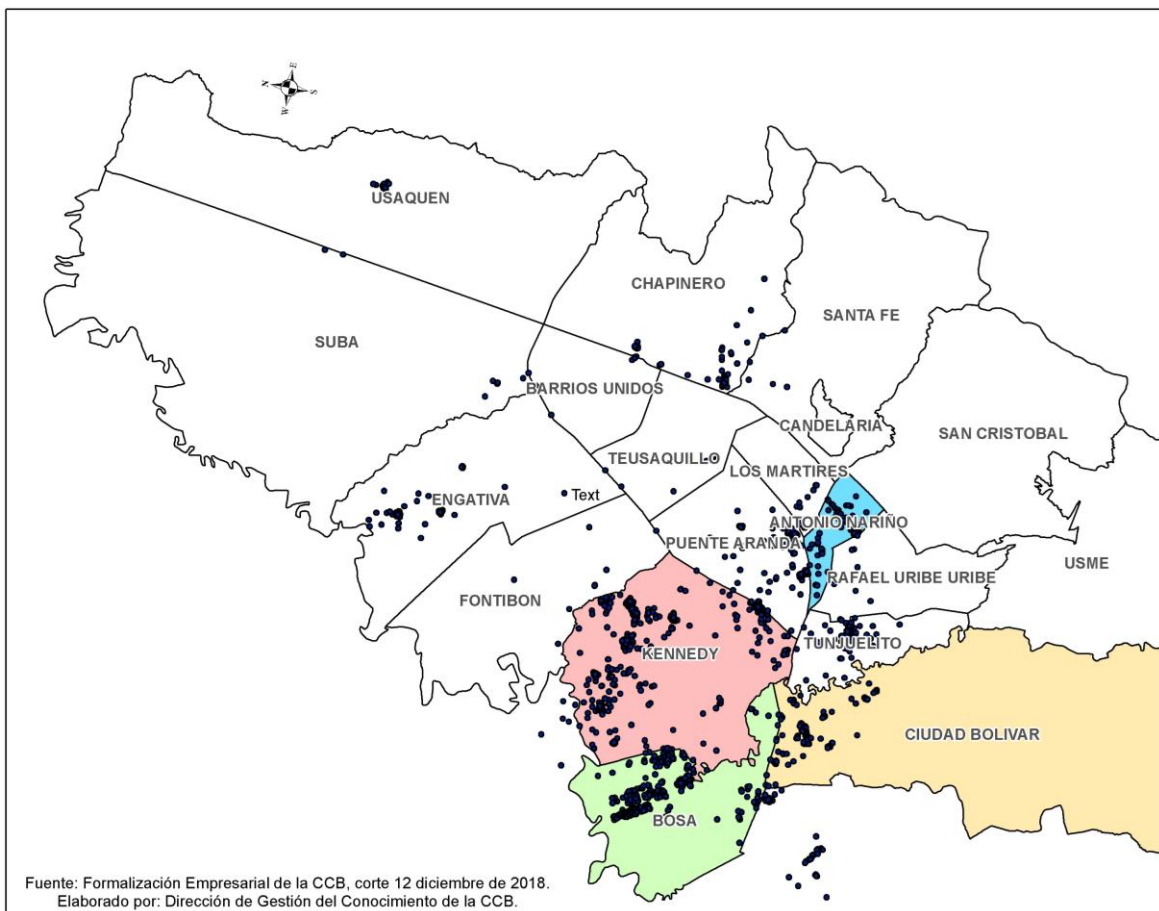 E
N
S
W
USAQUEN
CHAPINERO
SANTA FE
SUBA
BARRIOS UNIDOS
CANDELARIA
SAN CRISTOBAL
TEUSAQUILLO
LOS MARTIRES
ENGATIVA
Text
ANTONIO NARIÑO
PUENTE ARANDA
USME
RAFAEL URIBE URIBE
FONTIBON
KENNEDY
TUNJUELITO
CIUDAD BOLIVAR
BOSA
Fuente: Formalización Empresarial de la CCB, corte 12 diciembre de 2018.
Elaborado por: Dirección de Gestión del Conocimiento de la CCB.